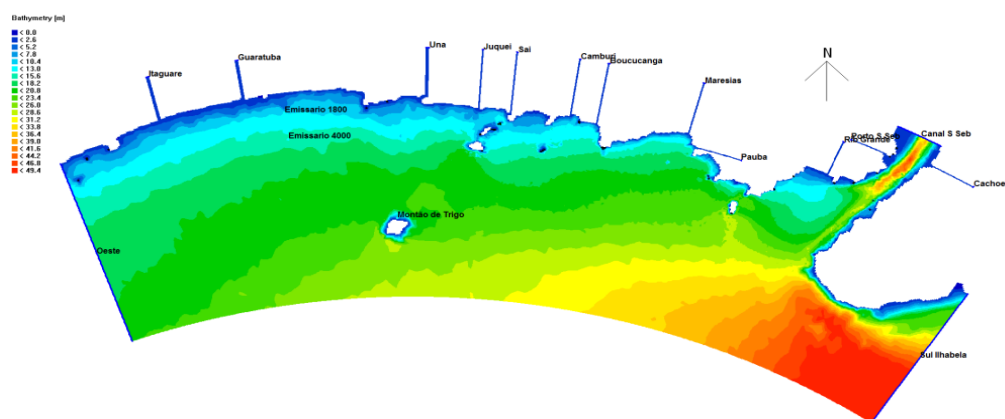 Bathymetry [m]
< 0.0
< 2.6
< 5.2
< 7.8
< 10.4
< 13.0
< 15.6
< 18.2
< 20.8
< 23.4
< 26.0
< 28.6
< 31.2
< 33.8
< 36.4
< 39.0
< 41.6
< 44.2
< 46.8
< 49.4
Itaguare
Guaratuba
Una
Juquei
Sai
Camburi
Boucucanga
Maresias
N
Emissario 1800
Emissario 4000
Pauba
Porto S Seb
Rio Grande
Canal S Seb
Cachoe
Montão de Trigo
Oeste
Sul Ilhabela